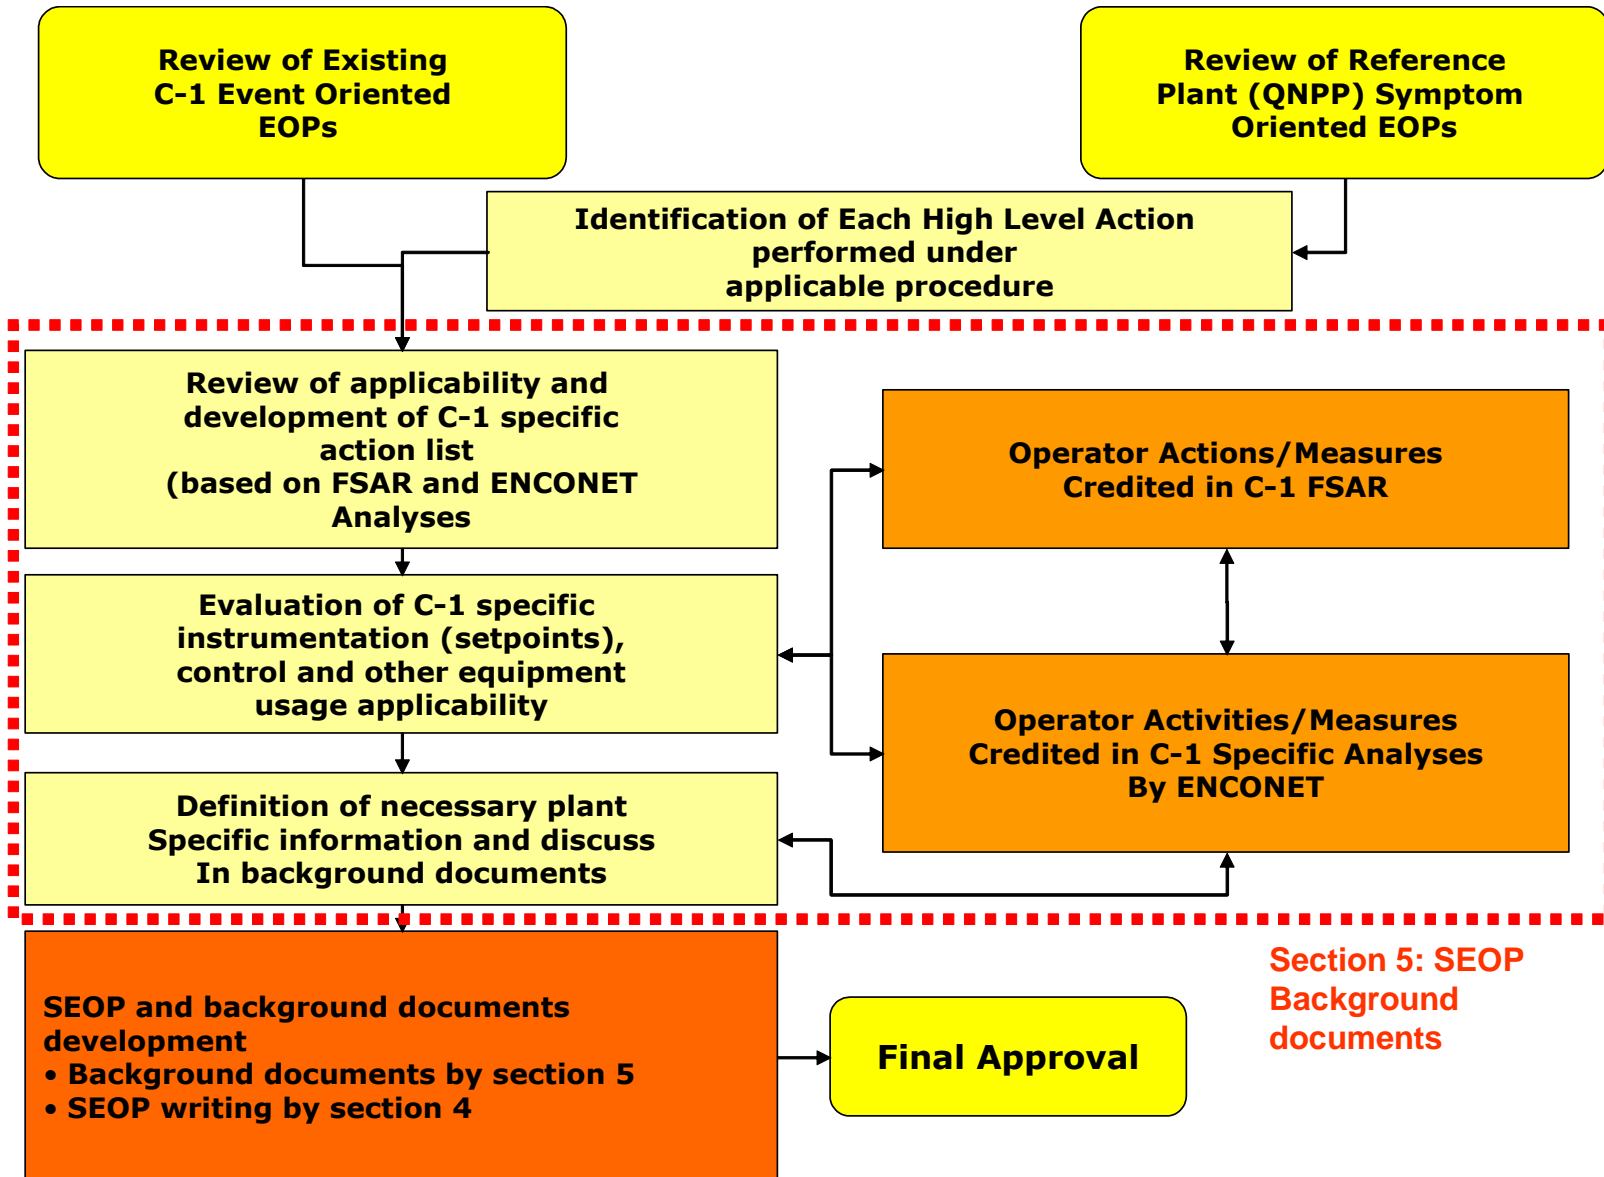 Review of Existing
C-1 Event Oriented
EOPs
Review of Reference
Plant (QNPP) Symptom
Oriented EOPs
Identification of Each High Level Action
performed under
applicable procedure
Review of applicability and
development of C-1 specific
action list
(based on FSAR and ENCONET
Analyses
Operator Actions/Measures
Credited in C-1 FSAR
Evaluation of C-1 specific
instrumentation (setpoints),
control and other equipment
usage applicability
Operator Activities/Measures
Credited in C-1 Specific Analyses
By ENCONET
Definition of necessary plant
Specific information and discuss
In background documents
SEOP and background documents
development
• Background documents by section 5
• SEOP writing by section 4
Final Approval
Section 5: SEOP
Background
documents